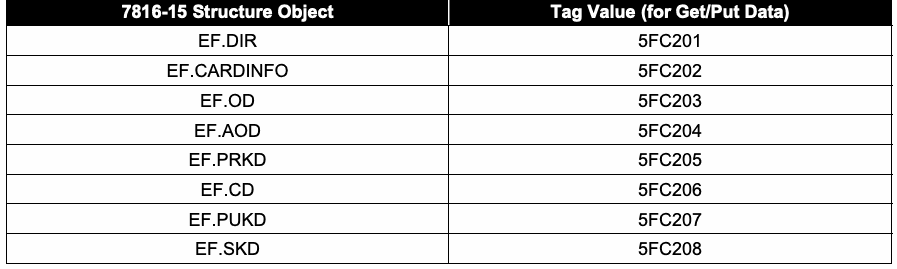 7816-15 Structure Object Tag Value (for Get/Put Data)
EF.DIR 5FC201
EF.CARDINFO 5FC202
EF.OD 5FC203
EF.AOD 5FC204
EF.PRKD 5FC205
EF.CD 5FC206
EF.PUKD 5FC207
EF.SKD 5FC208